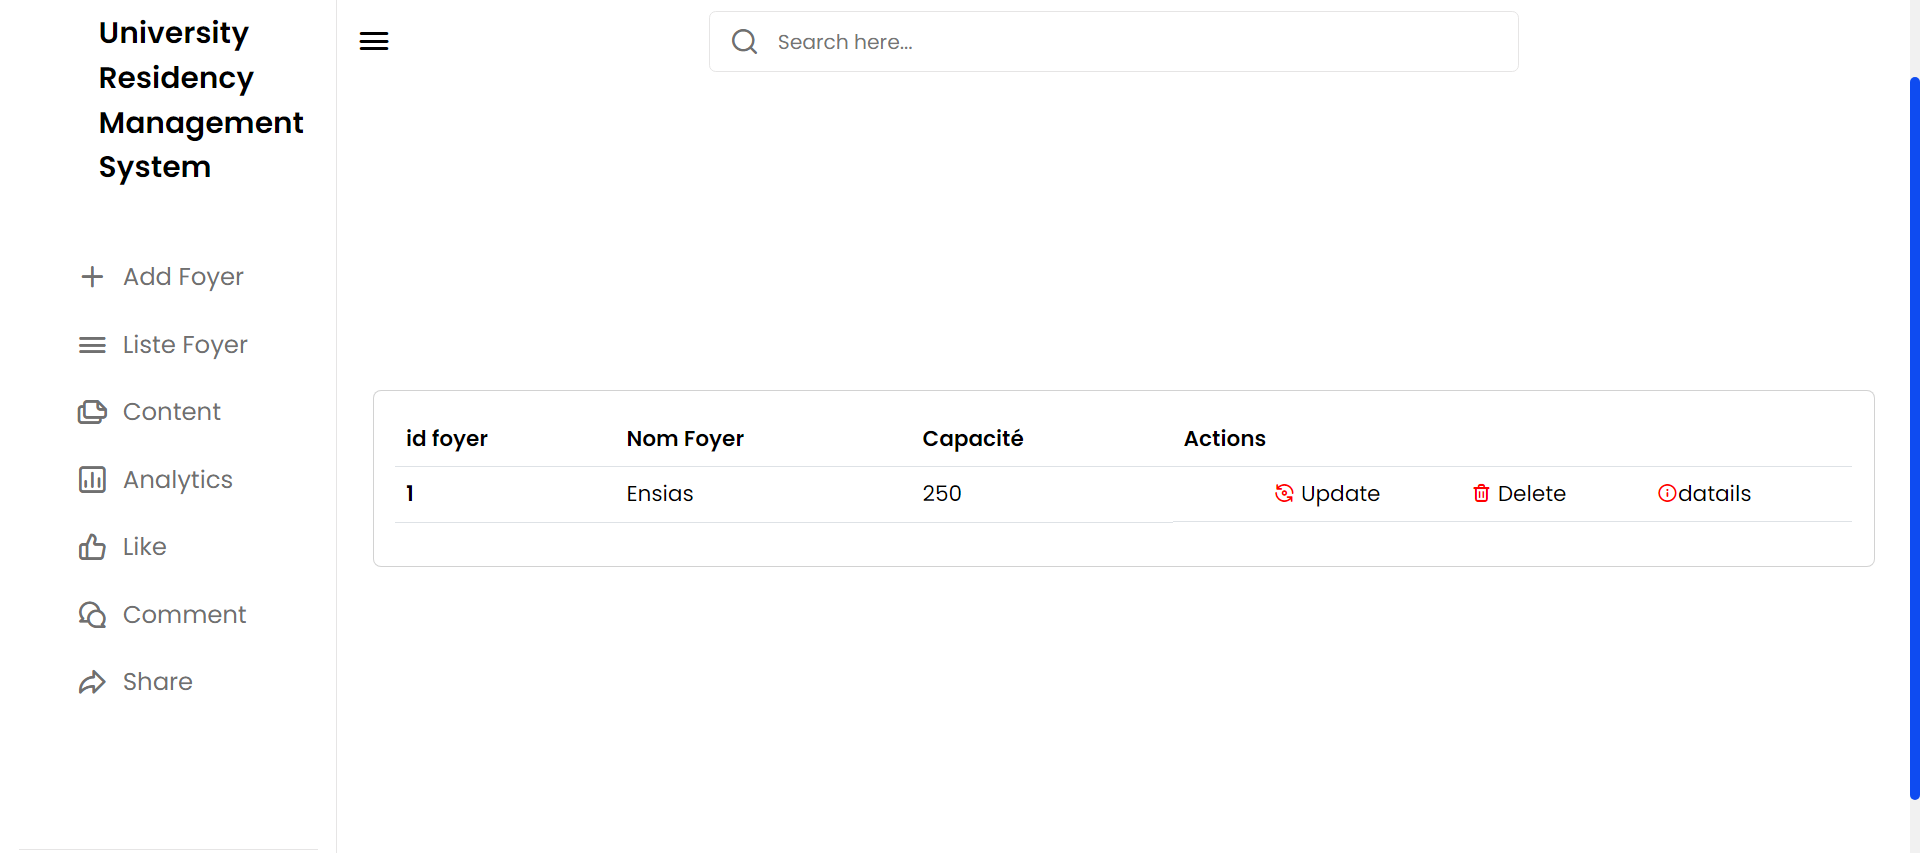 University
Residency
Management
System
Search here...
Add Foyer
Liste Foyer
Content
Analytics
Like
Comment
Share
id foyer Nom Foyer Capacité Actions
1 Ensias 250 Update Delete datails